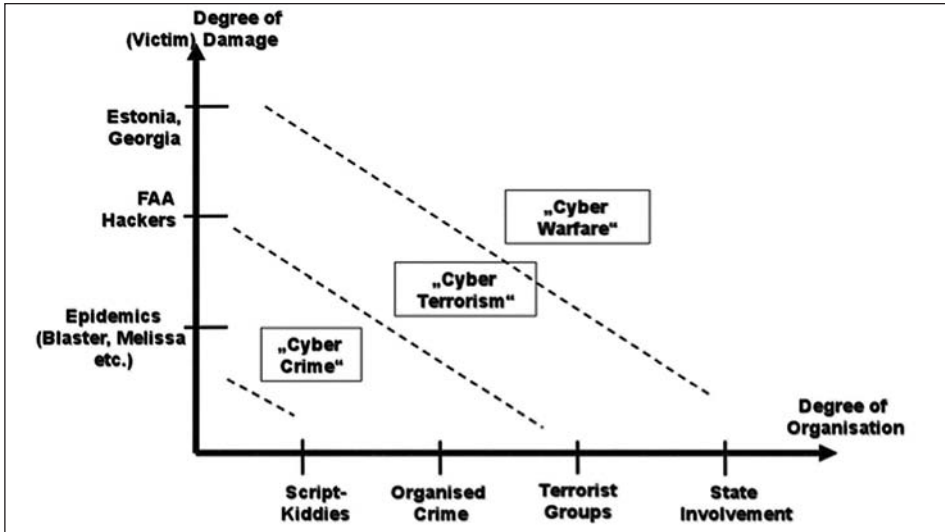 Degree of
(Victim) Damage
Estonia,
Georgia
FAA
Hackers
Epidemics
(Blaster, Melissa
etc.)
„Cyber
Warfare“
„Cyber
Terrorism“
„Cyber
Crime“
Degree of
Organisation
Script-
Kiddies
Organised
Crime
Terrorist
Groups
State
Involvement